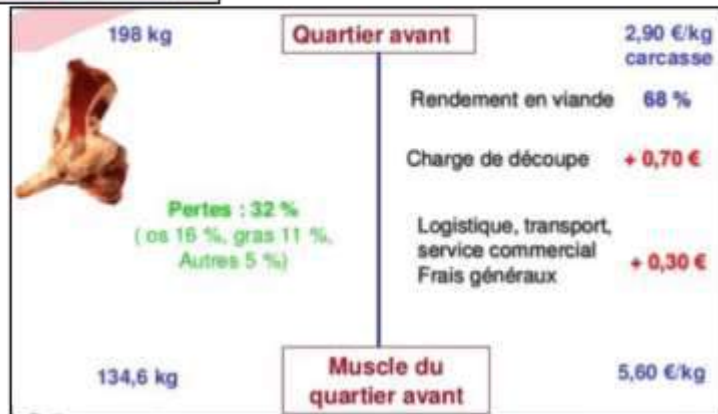 198 kg
Quartier avant
2,90 €/kg
carcasse
Rendement en viande 68 %
Charge de découpe + 0,70 €
Pertes : 32 %
( os 16 %, gras 11 %,
Autres 5 %)
Logistique, transport,
service commercial
Frais généraux
+ 0,30 €
134,6 kg
Muscle du
quartier avant
5,60 €/kg